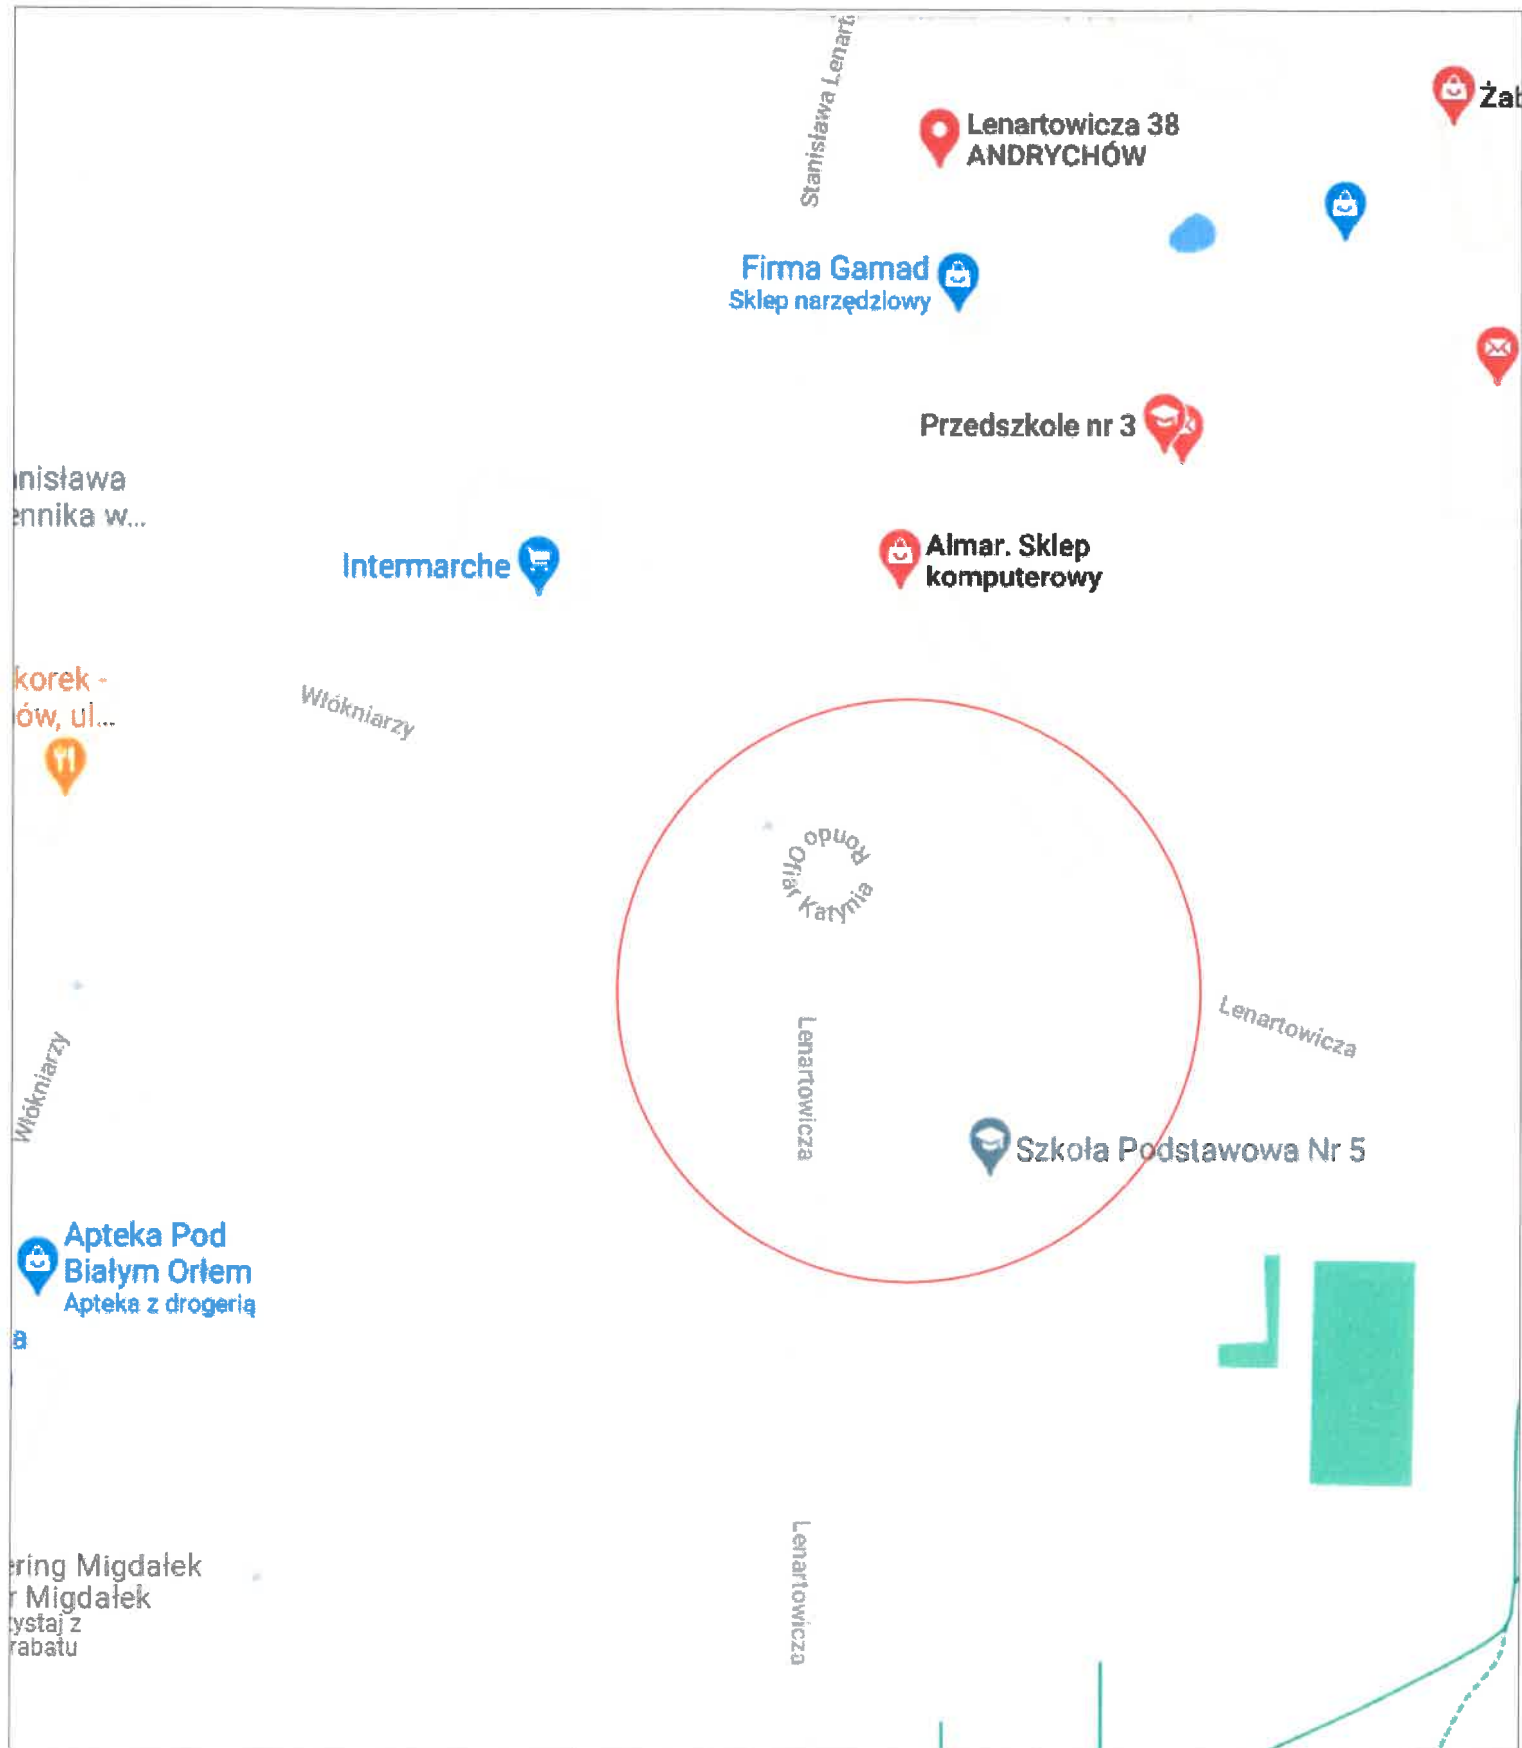 Stanisława Lenart
Żab
Lenartowicza 38
ANDRYCHÓW
Firma Gamad
Sklep narzędziowy
Przedszkole nr 3
nisława
ennika w...
Intermarche
Almar. Sklep
komputerowy
korek -
ów, ul...
Włókniarzy
Rondo Ofiar Katynia
Lenartowicza
Lenartowicza
Włókniarzy
Szkoła Podstawowa Nr 5
Apteka Pod
Białym Orłem
Apteka z drogerią
a
ering Migdałek
r Migdałek
ystaj z
rabatu
Lenartowicza